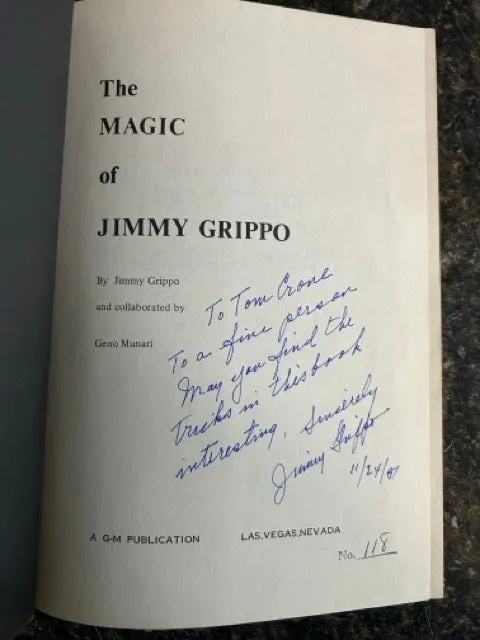 The
MAGIC
of
JIMMY GRIPPO
By Jimmy Grippo
and collaborated by
Geno Munari
To Tom Crone
To a fine person
May you find the
tricks in this book
interesting. Sincerely
Jimmy Grippo
11/24/87
A G-M PUBLICATION LAS,VEGAS,NEVADA
No. 118